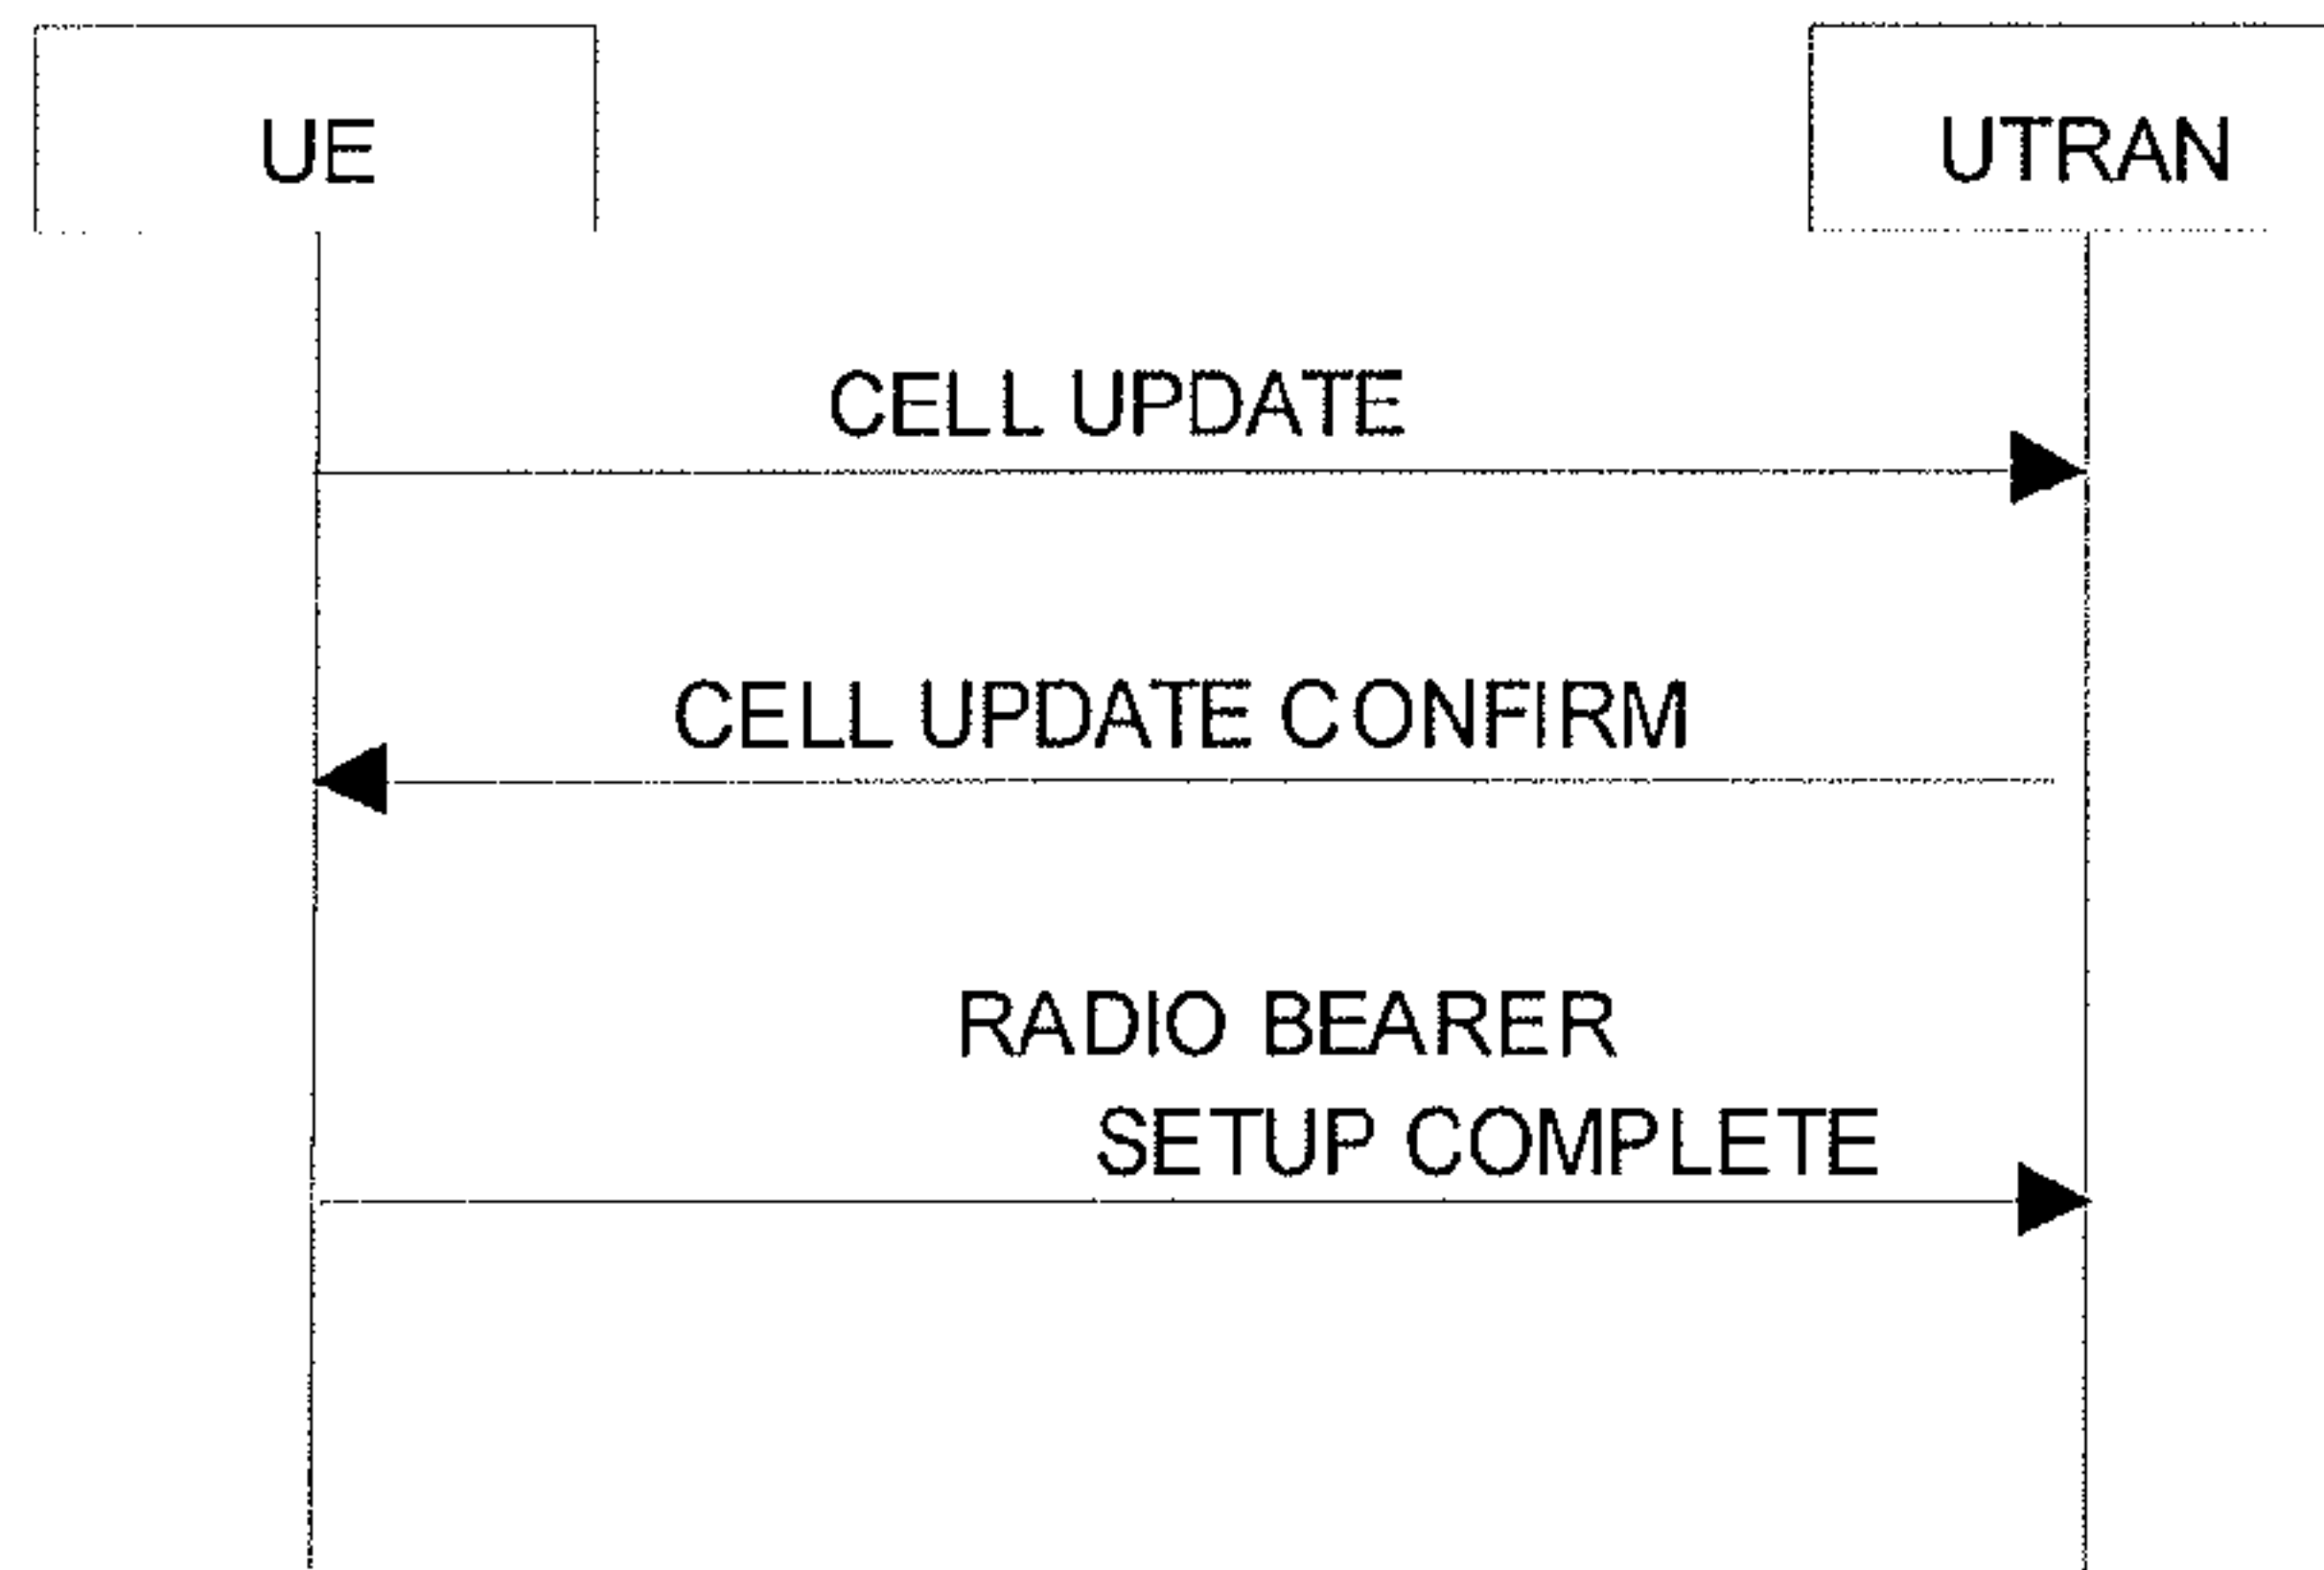 UE
UTRAN
CELL UPDATE
CELL UPDATE CONFIRM
RADIO BEARER
SETUP COMPLETE